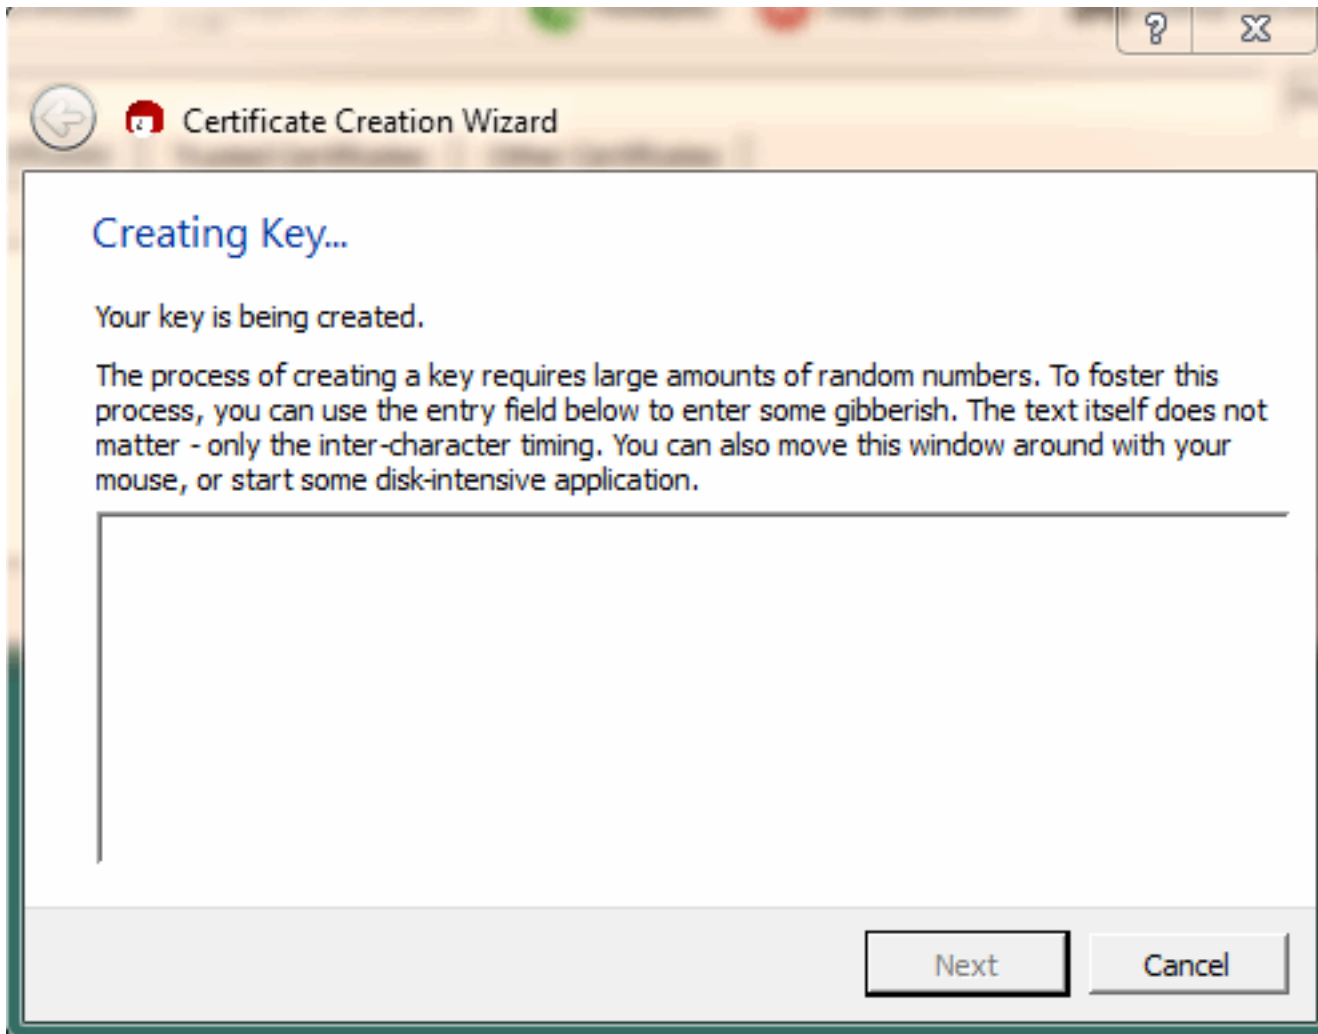 Certificate Creation Wizard
Creating Key...
Your key is being created.
The process of creating a key requires large amounts of random numbers. To foster this
process, you can use the entry field below to enter some gibberish. The text itself does not
matter - only the inter-character timing. You can also move this window around with your
mouse, or start some disk-intensive application.
Next
Cancel